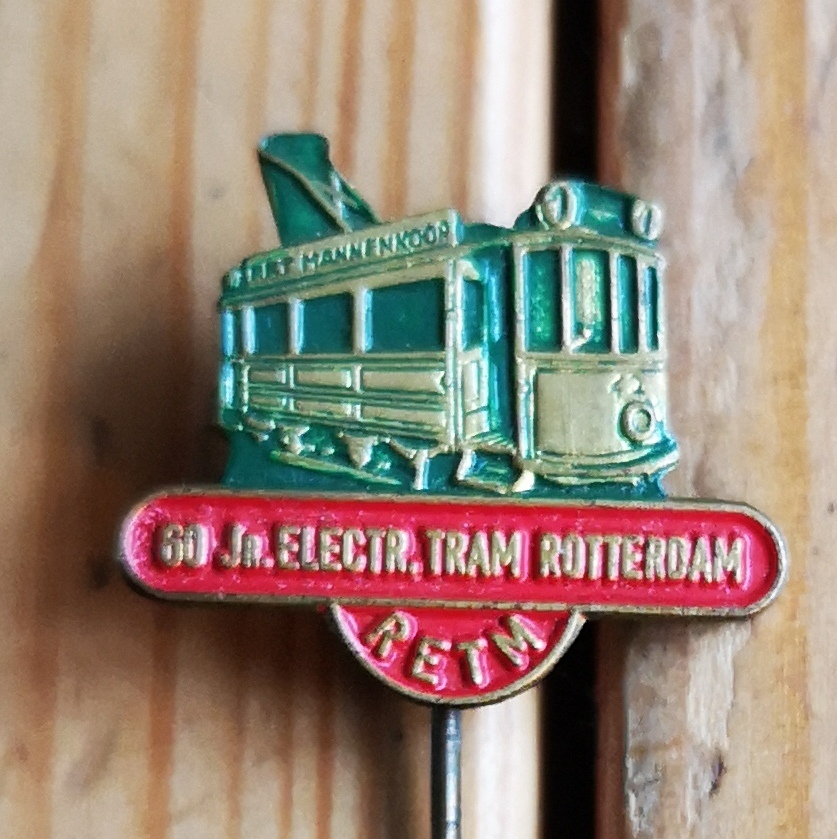 R.E.T. MANNENKOOR
60 JR. ELECTR. TRAM ROTTERDAM
RETM